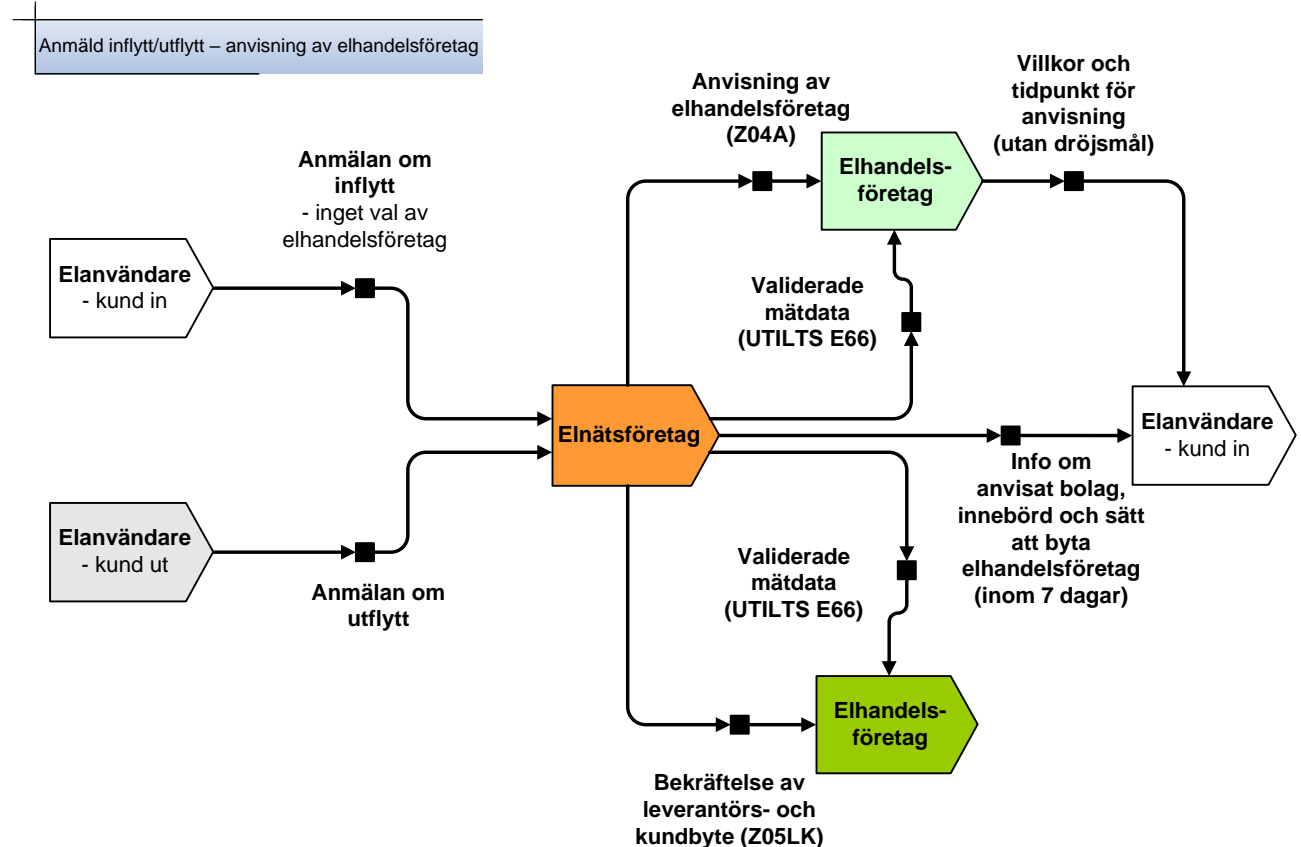 Anmäld inflytt/utflytt – anvisning av elhandelsföretag
Anmälan om
inflytt
- inget val av
elhandelsföretag
Anvisning av
elhandelsföretag
(Z04A)
Villkor och
tidpunkt för
anvisning
(utan dröjsmål)
Elhandels-
företag
Elanvändare
- kund in
Validerade
mätdata
(UTILTS E66)
Elnätsföretag
Elanvändare
- kund in
Info om
anvisat bolag,
innebörd och sätt
att byta
elhandelsföretag
(inom 7 dagar)
Elanvändare
- kund ut
Anmälan om
utflytt
Validerade
mätdata
(UTILTS E66)
Elhandels-
företag
Bekräftelse av
leverantörs- och
kundbyte (Z05LK)